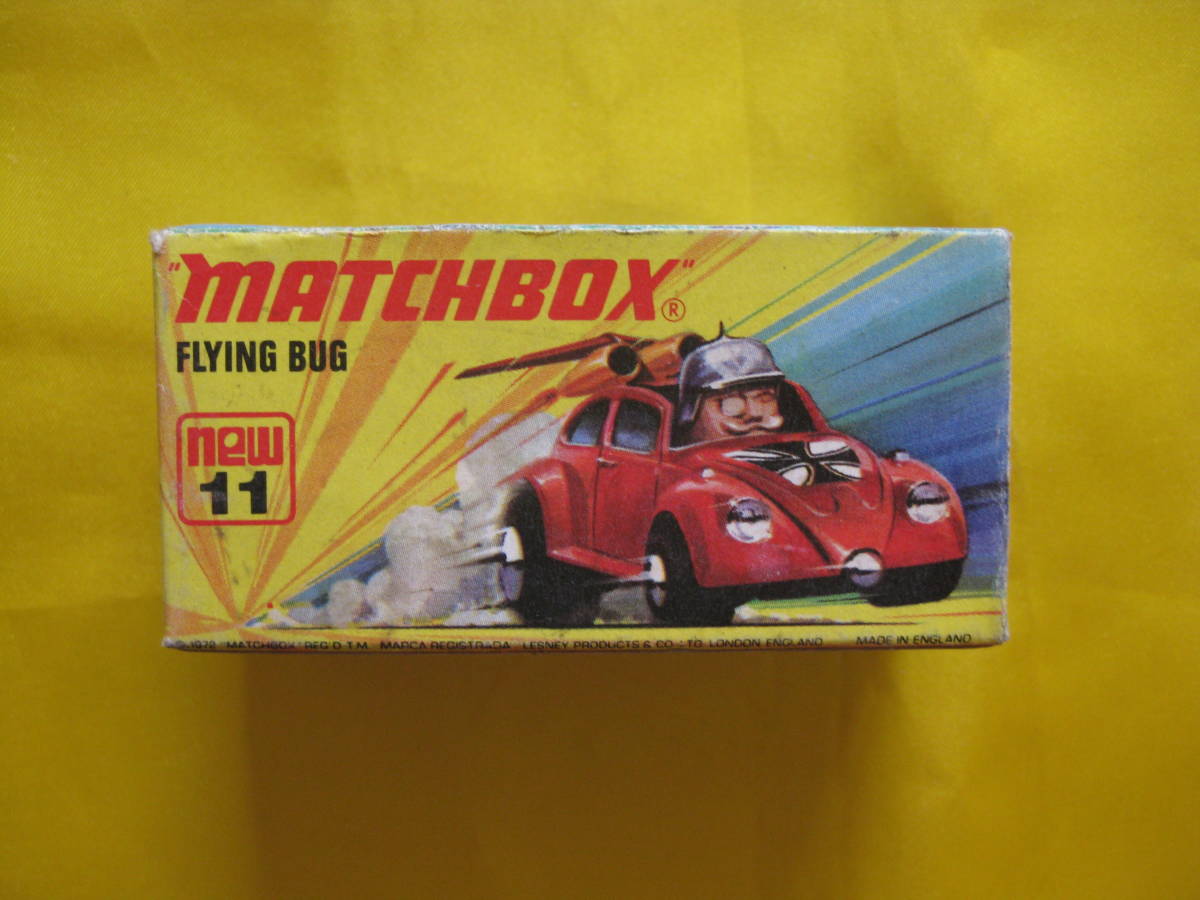 "MATCHBOX"®
FLYING BUG
new
11
1972 MATCHBOX REG'D T.M. MARCA REGISTRADA LESNEY PRODUCTS & CO. LTD. LONDON ENGLAND MADE IN ENGLAND